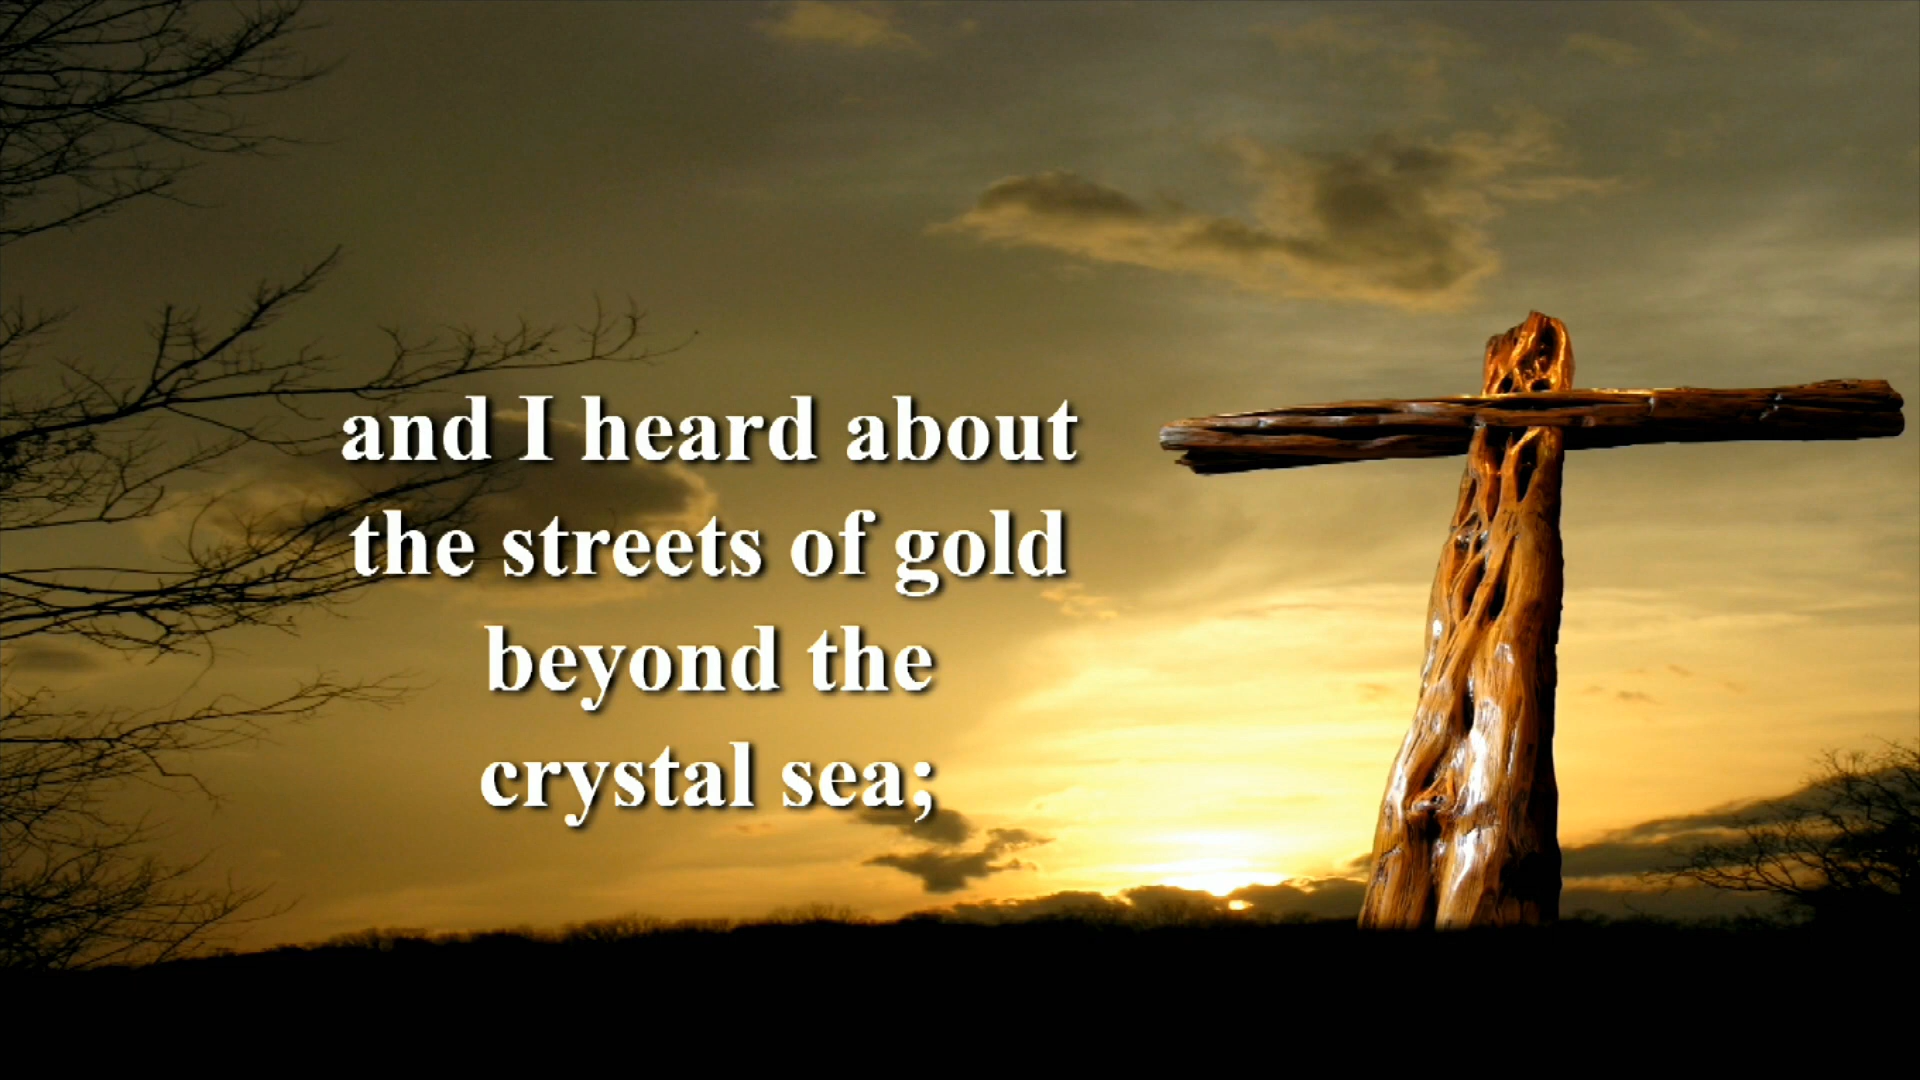 and I heard about
the streets of gold
beyond the
crystal sea;